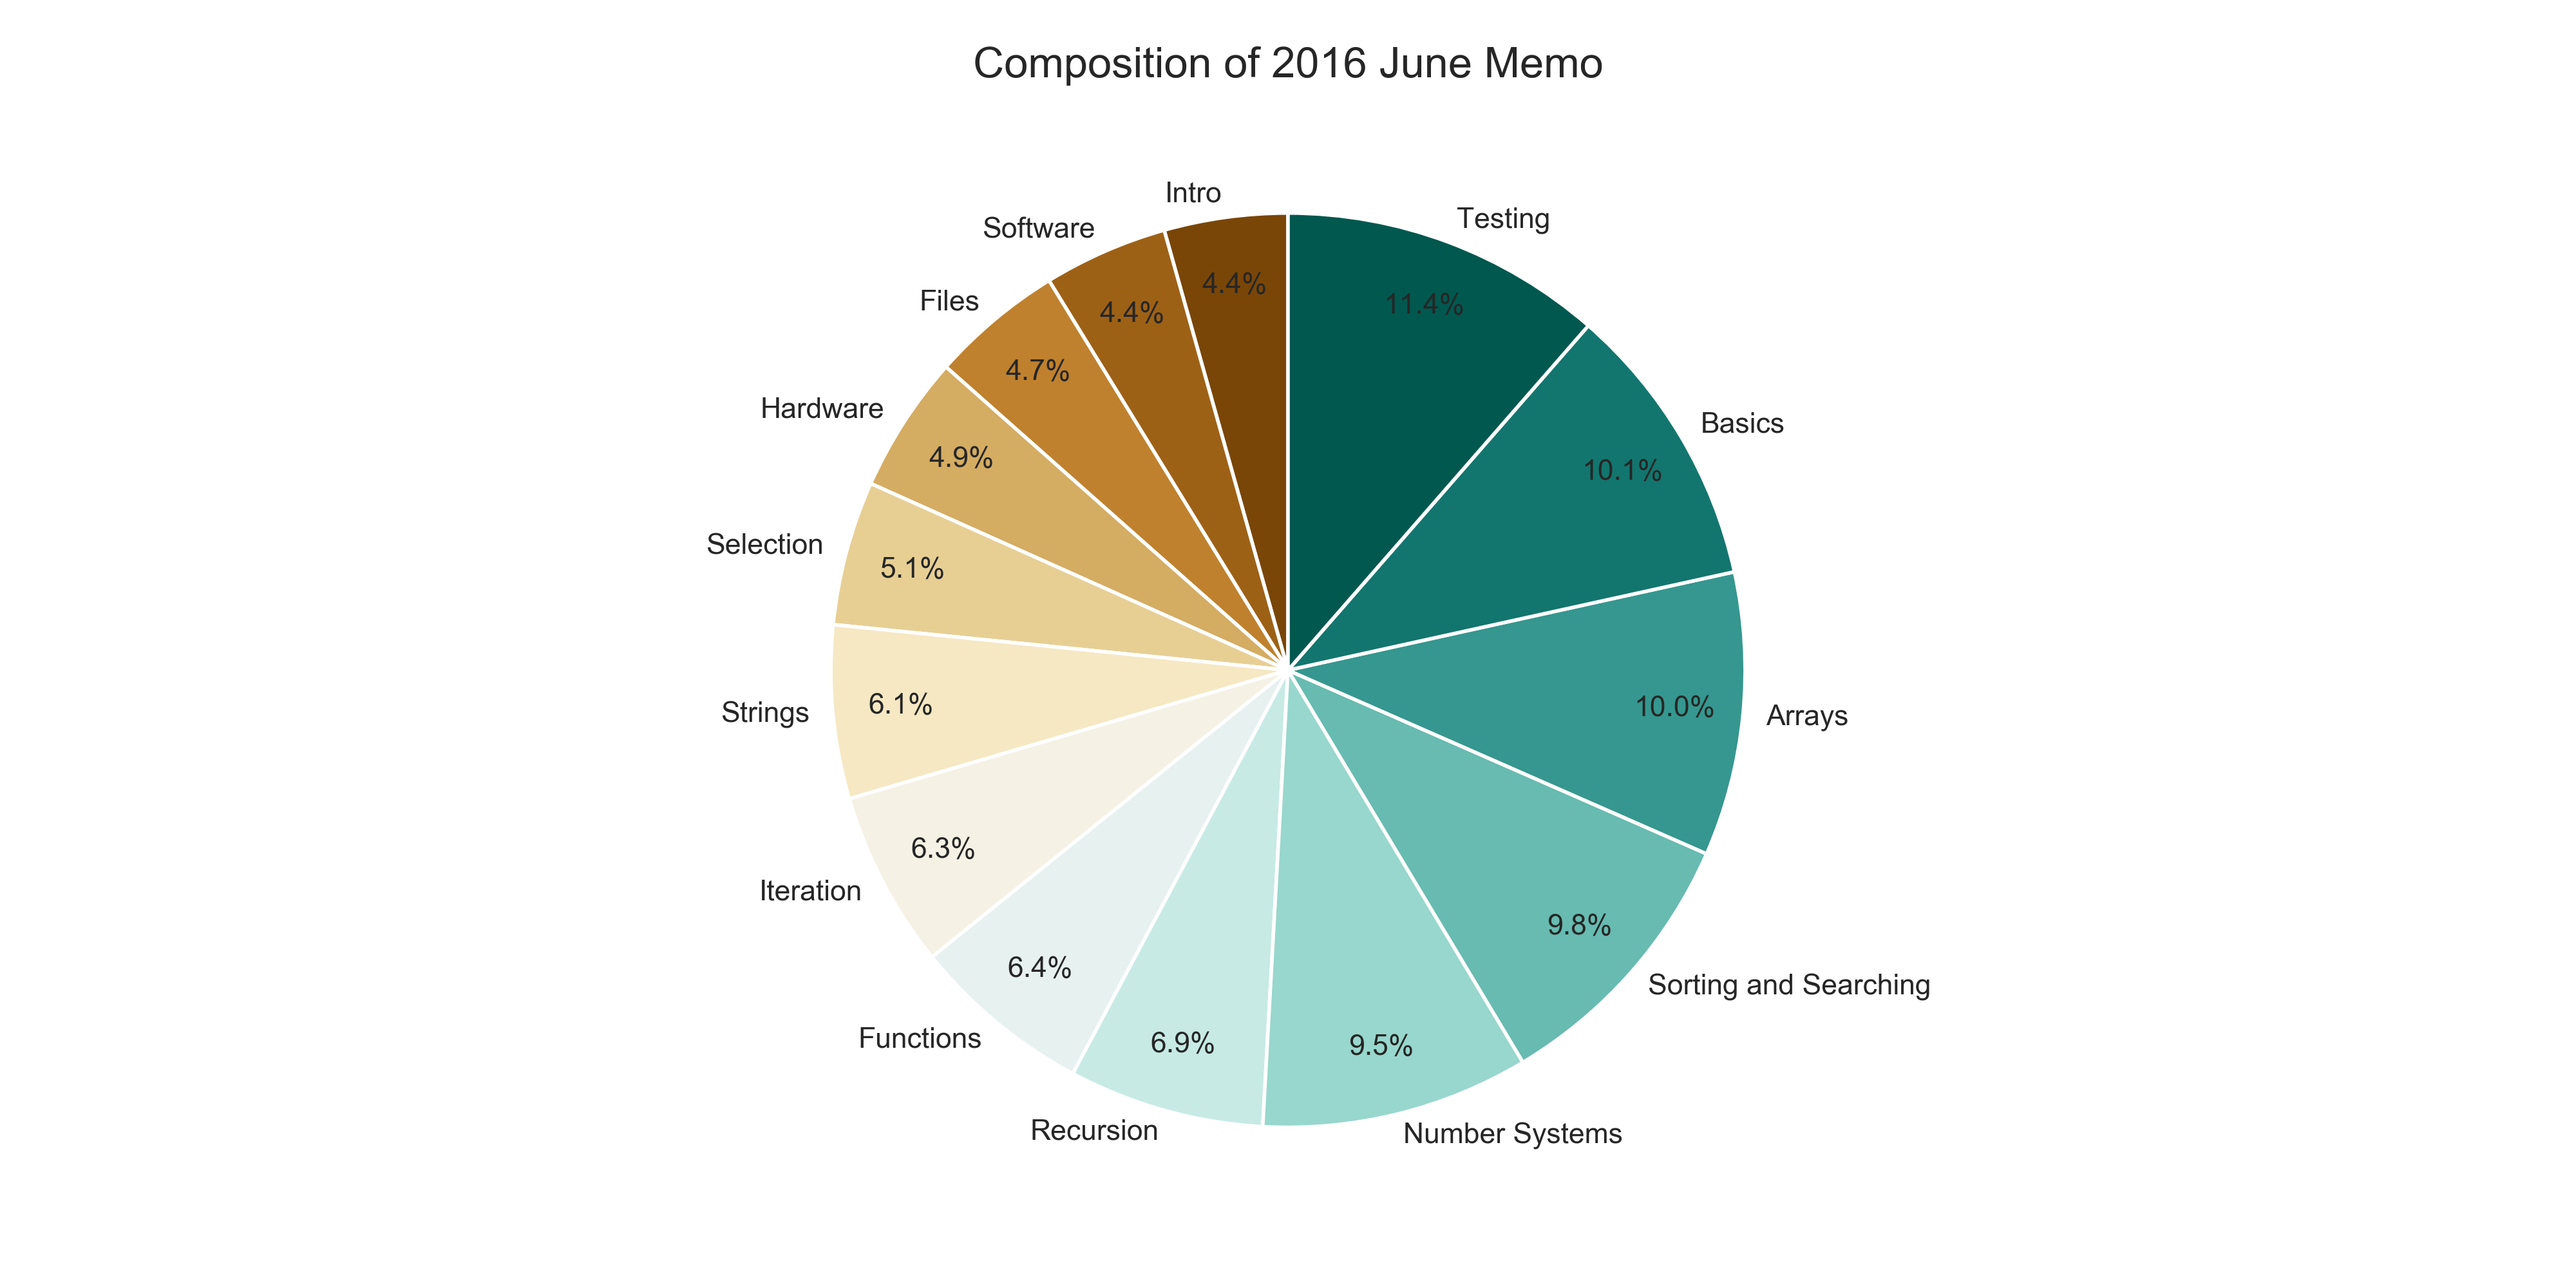 Composition of 2016 June Memo
Intro
4.4%
Software
4.4%
Files
4.7%
Hardware
4.9%
Selection
5.1%
Strings
6.1%
Iteration
6.3%
Functions
6.4%
Recursion
6.9%
Number Systems
9.5%
Sorting and Searching
9.8%
Arrays
10.0%
Basics
10.1%
Testing
11.4%